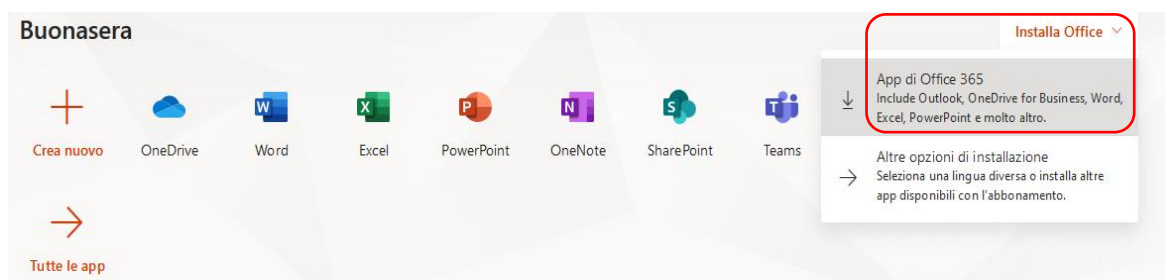 Buonasera
Installa Office
Crea nuovo
OneDrive
Word
Excel
PowerPoint
OneNote
SharePoint
Teams
Tutte le app
App di Office 365
Include Outlook, OneDrive for Business, Word,
Excel, PowerPoint e molto altro.
Altre opzioni di installazione
Seleziona una lingua diversa o installa altre
app disponibili con l'abbonamento.